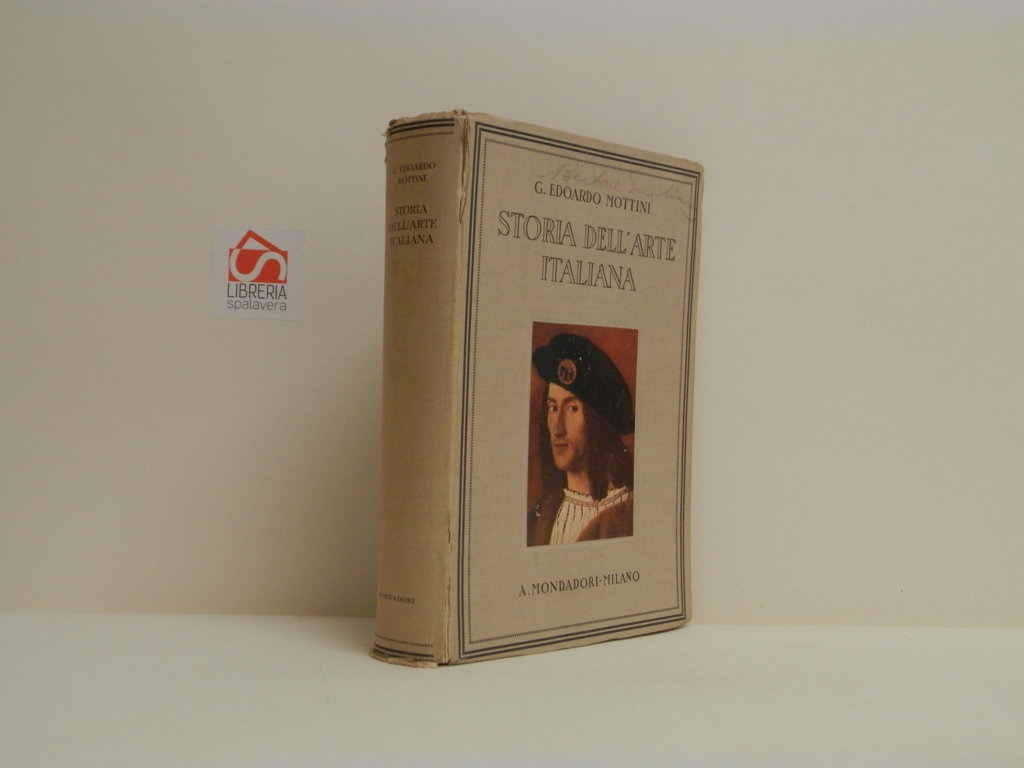 LIBRERIA
spalavera
G. EDOARDO
MOTTINI
STORIA
DELL'ARTE
ITALIANA
MONDADORI
G. EDOARDO MOTTINI
STORIA DELL'ARTE
ITALIANA
A. MONDADORI-MILANO